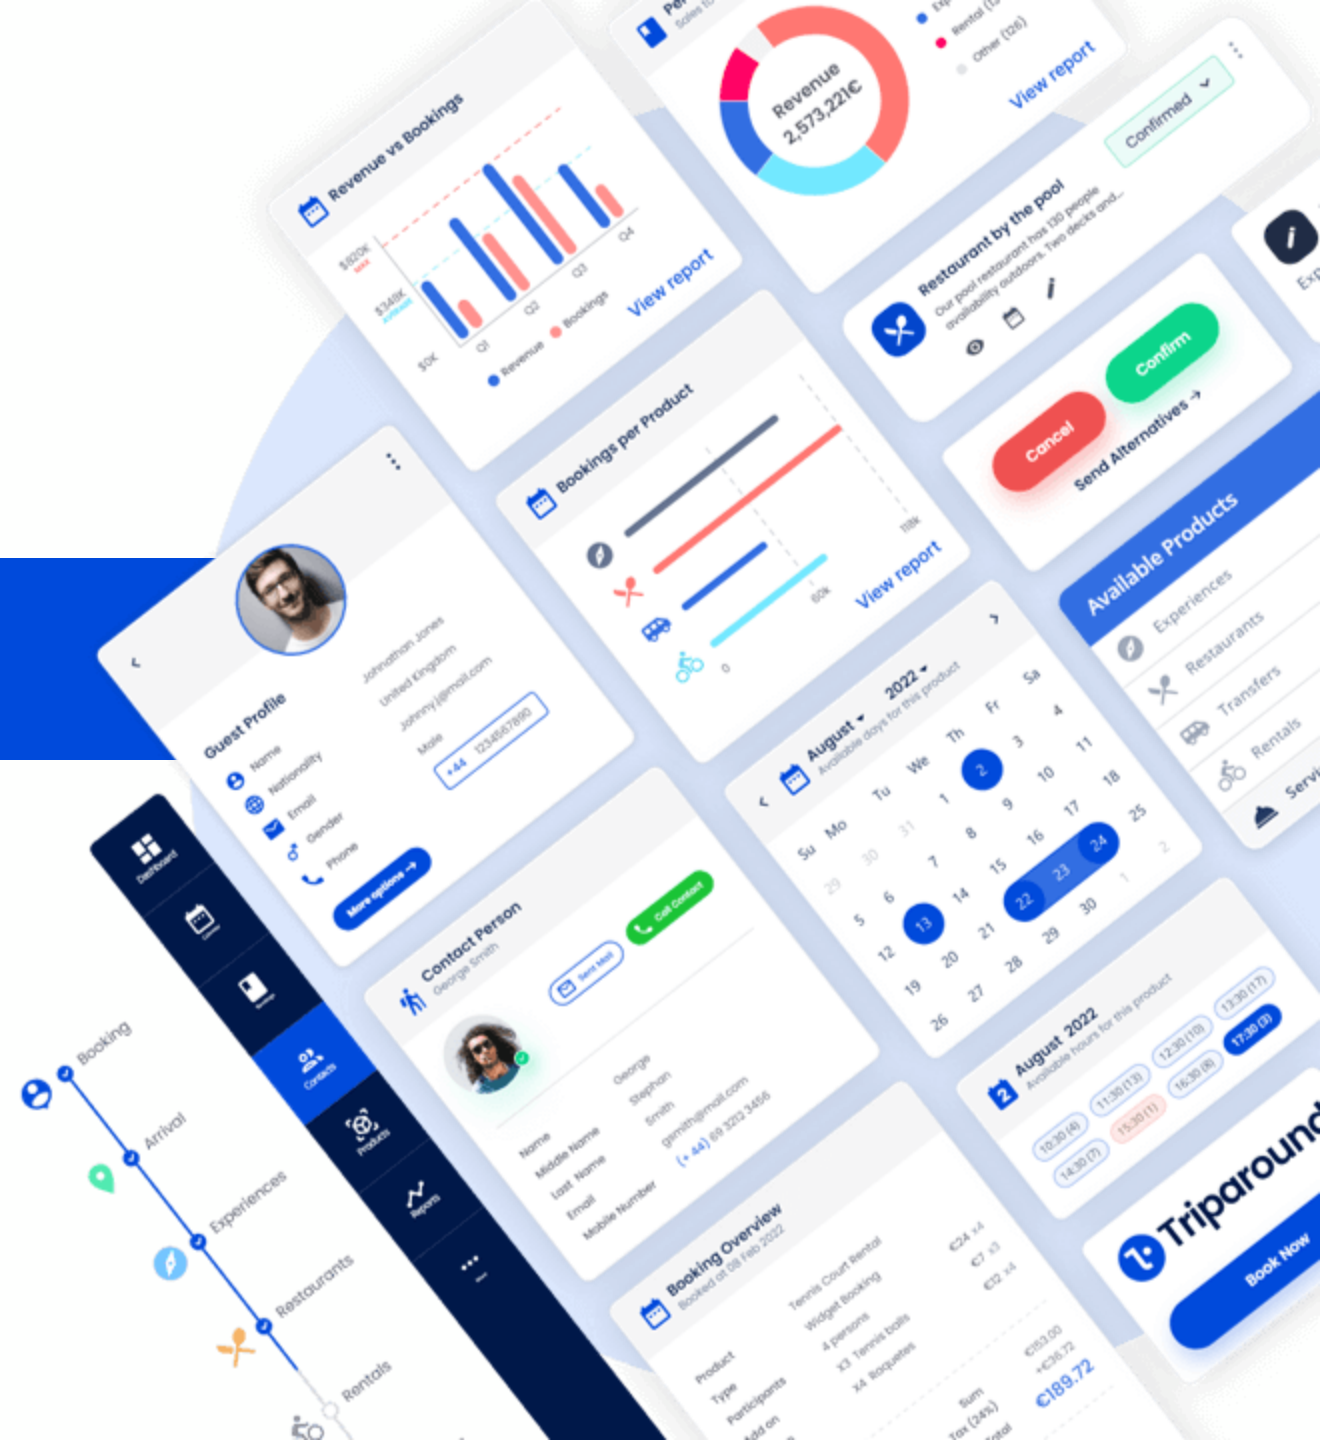 Revenue vs Bookings
$820K
MAX
$348K
AVERAGE
$0K
Q1
Q2
Q3
Q4
Revenue
Bookings
View report
Revenue
2,573,221€
Other (126)
View report
Restaurant by the pool
Our pool restaurant has 130 people
availability outdoors. Two decks and...
Confirmed
Cancel
Confirm
Send Alternatives →
Bookings per Product
0
60k
118k
View report
Available Products
Experiences
Restaurants
Transfers
Rentals
Guest Profile
Name
Johnathan Jones
Nationality
United Kingdom
Email
Johnnyj@mail.com
Gender
Male
Phone
+44 1234567890
More options →
August 2022
Available days for this product
Su Mo Tu We Th Fr Sa
29 30 31 1 2 3 4
5 6 7 8 9 10 11
12 13 14 15 16 17 18
19 20 21 22 23 24 25
26 27 28 29 30 1 2
Contact Person
George Smith
Sent Mail
Call Contact
Name
George
Middle Name
Stephan
Last Name
Smith
Email
gsmith@mail.com
Mobile Number
(+ 44) 69 3212 3456
August 2022
2
Available hours for this product
10:30 (4) 11:30 (13) 12:30 (10) 13:30 (17)
14:30 (7) 15:30 (1) 16:30 (8) 17:30 (3)
Triparound
Book Now
Booking Overview
Booked at 08 Feb 2022
Product
Tennis Court Rental
Type
Widget Booking
Participants
4 persons
€24 x4
x3 Tennis balls
€7 x3
X4 Raquetes
€12 x4
Sum
€153.00
Tax (24%)
+€36.72
€189.72
Dashboard
Contacts
Products
Reports
Booking
Arrival
Experiences
Restaurants
Rentals